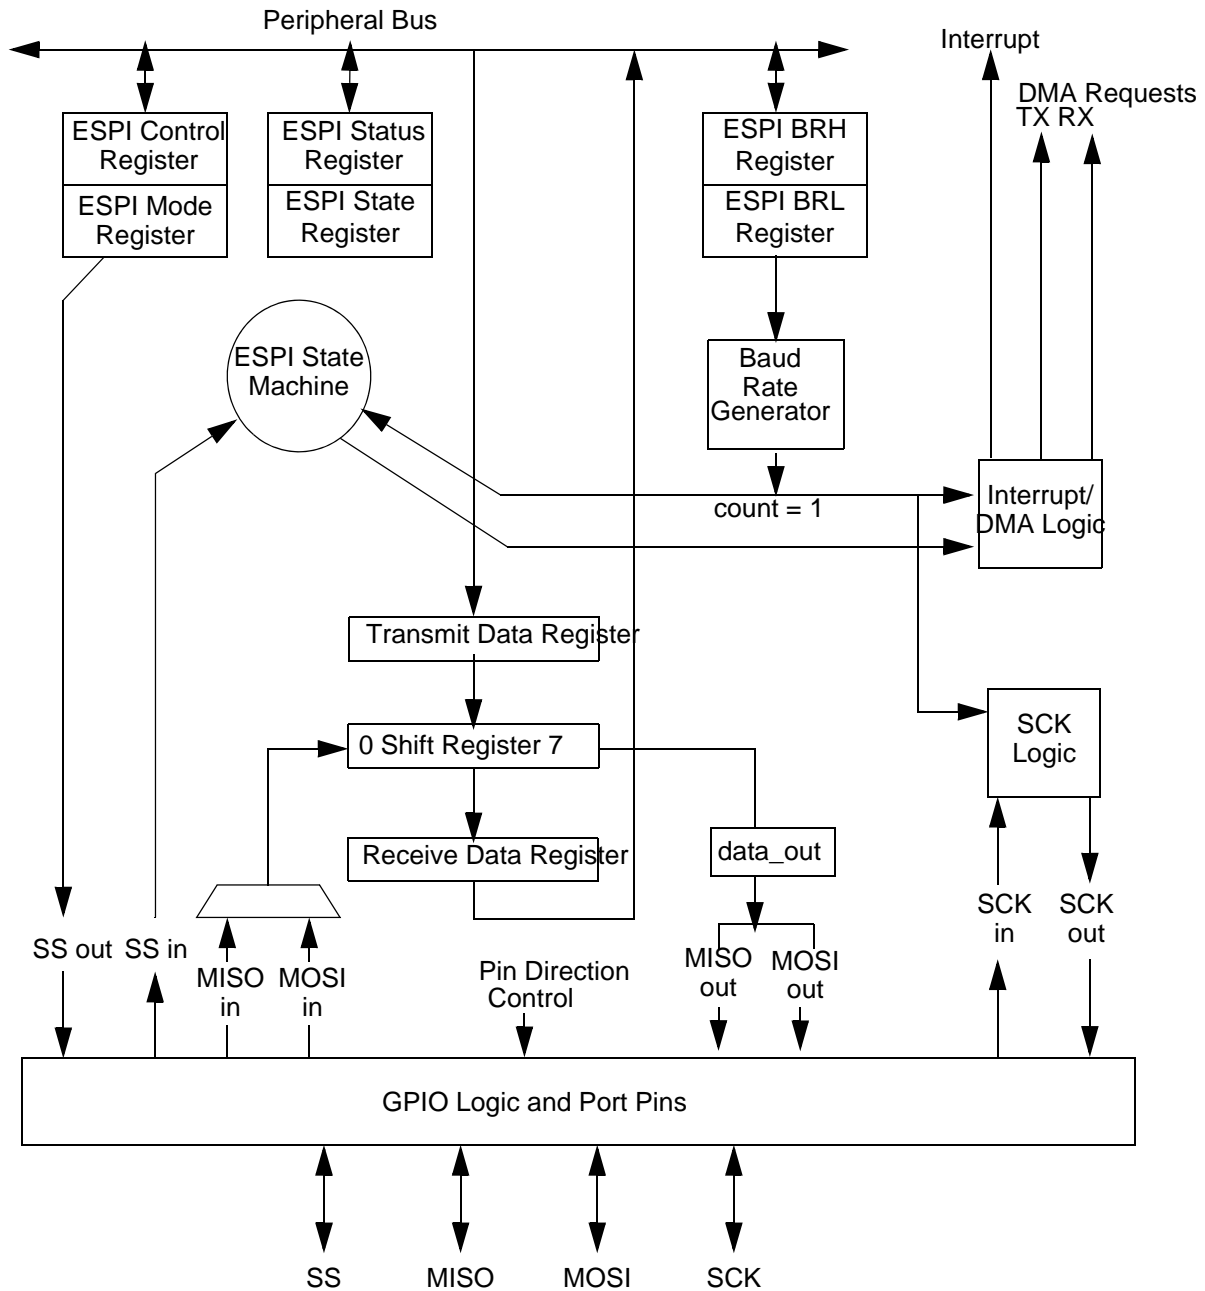 Peripheral Bus
Interrupt
DMA Requests
TX RX
ESPI Control
Register
ESPI Mode
Register
ESPI Status
Register
ESPI State
Register
ESPI BRH
Register
ESPI BRL
Register
ESPI State
Machine
Baud
Rate
Generator
count = 1
Interrupt/
DMA Logic
Transmit Data Register
0 Shift Register 7
Receive Data Register
data_out
SCK
Logic
SS out
SS in
MISO
in
MOSI
in
Pin Direction
Control
MISO
out
MOSI
out
SCK
in
SCK
out
GPIO Logic and Port Pins
SS
MISO
MOSI
SCK